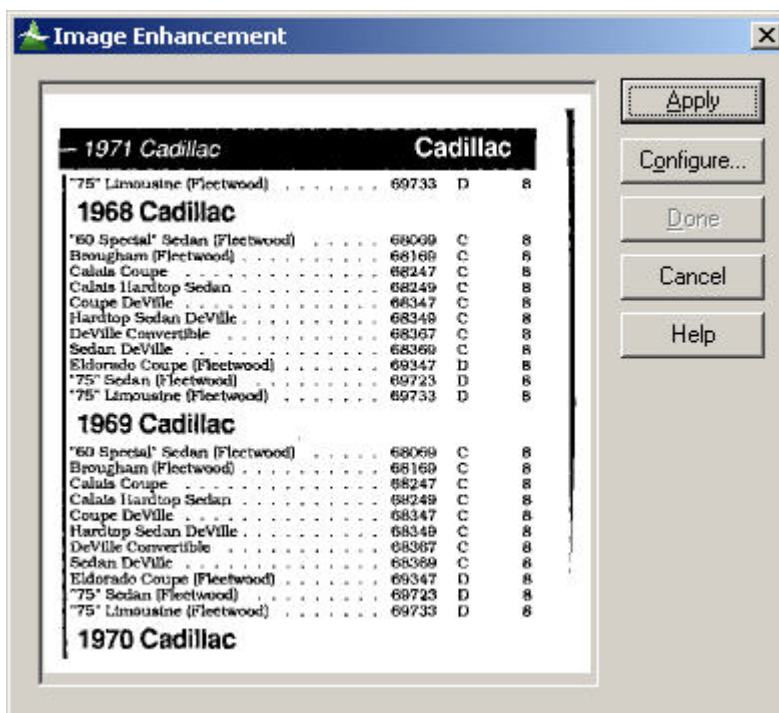 Image Enhancement
– 1971 Cadillac Cadillac
"75" Limousine (Fleetwood) . . . . . . . 69733 D 8
1968 Cadillac
"60 Special" Sedan (Fleetwood) . . . . . 68069 C 8
Brougham (Fleetwood) . . . . . . . . . . 68169 C 8
Calais Coupe . . . . . . . . . . . . . . 68247 C 8
Calais Hardtop Sedan . . . . . . . . . . 68249 C 8
Coupe DeVille . . . . . . . . . . . . . . 68347 C 8
Hardtop Sedan DeVille . . . . . . . . . . 68349 C 8
DeVille Convertible . . . . . . . . . . . 68367 C 8
Sedan DeVille . . . . . . . . . . . . . . 68369 C 8
Eldorado Coupe (Fleetwood) . . . . . . . 69347 D 8
"75" Sedan (Fleetwood) . . . . . . . . . 69723 D 8
"75" Limousine (Fleetwood) . . . . . . . 69733 D 8
1969 Cadillac
"60 Special" Sedan (Fleetwood) . . . . . 68069 C 8
Brougham (Fleetwood) . . . . . . . . . . 68169 C 8
Calais Coupe . . . . . . . . . . . . . . 68247 C 8
Calais Hardtop Sedan . . . . . . . . . . 68249 C 8
Coupe DeVille . . . . . . . . . . . . . . 68347 C 8
Hardtop Sedan DeVille . . . . . . . . . . 68349 C 8
DeVille Convertible . . . . . . . . . . . 68367 C 8
Sedan DeVille . . . . . . . . . . . . . . 68369 C 8
Eldorado Coupe (Fleetwood) . . . . . . . 69347 D 8
"75" Sedan (Fleetwood) . . . . . . . . . 69723 D 8
"75" Limousine (Fleetwood) . . . . . . . 69733 D 8
1970 Cadillac
Apply
Configure...
Done
Cancel
Help